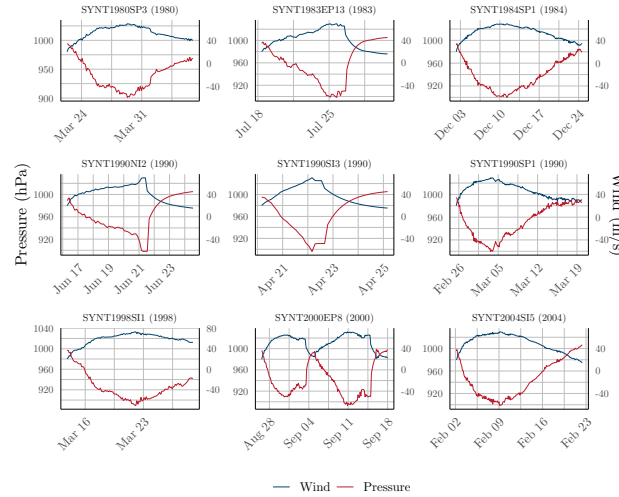 SYNT1980SP3 (1980) SYNT1983EP13 (1983) SYNT1984SP1 (1984)
1000 40 1000 40 1000 40
950 0 960 0 960 0
900 -40 920 -40 920 -40
Mar 24 Mar 31 Jul 18 Jul 25 Dec 03 Dec 10 Dec 17 Dec 24
Pressure (hPa)
Wind (m/s)
SYNT1990NI2 (1990) SYNT1990SI3 (1990) SYNT1990SP1 (1990)
1000 40 1000 40 1000 40
960 0 960 0 960 0
920 -40 920 -40 920 -40
Jun 17 Jun 19 Jun 21 Jun 23 Apr 21 Apr 23 Apr 25 Feb 26 Mar 05 Mar 12 Mar 19
SYNT1998SI1 (1998) SYNT2000EP8 (2000) SYNT2004SI5 (2004)
1040 80
1000 40 1000 40 1000 40
960 0 960 0 960 0
920 -40 920 -40 920 -40
Mar 16 Mar 23 Aug 28 Sep 04 Sep 11 Sep 18 Feb 02 Feb 09 Feb 16 Feb 23
Wind Pressure